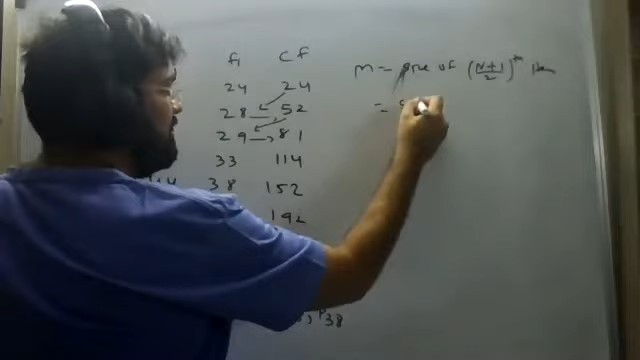 fi cf m = size of (N+1/2)th item
24 24
28 52 =
29 81
33 114
38 152
192
, P38